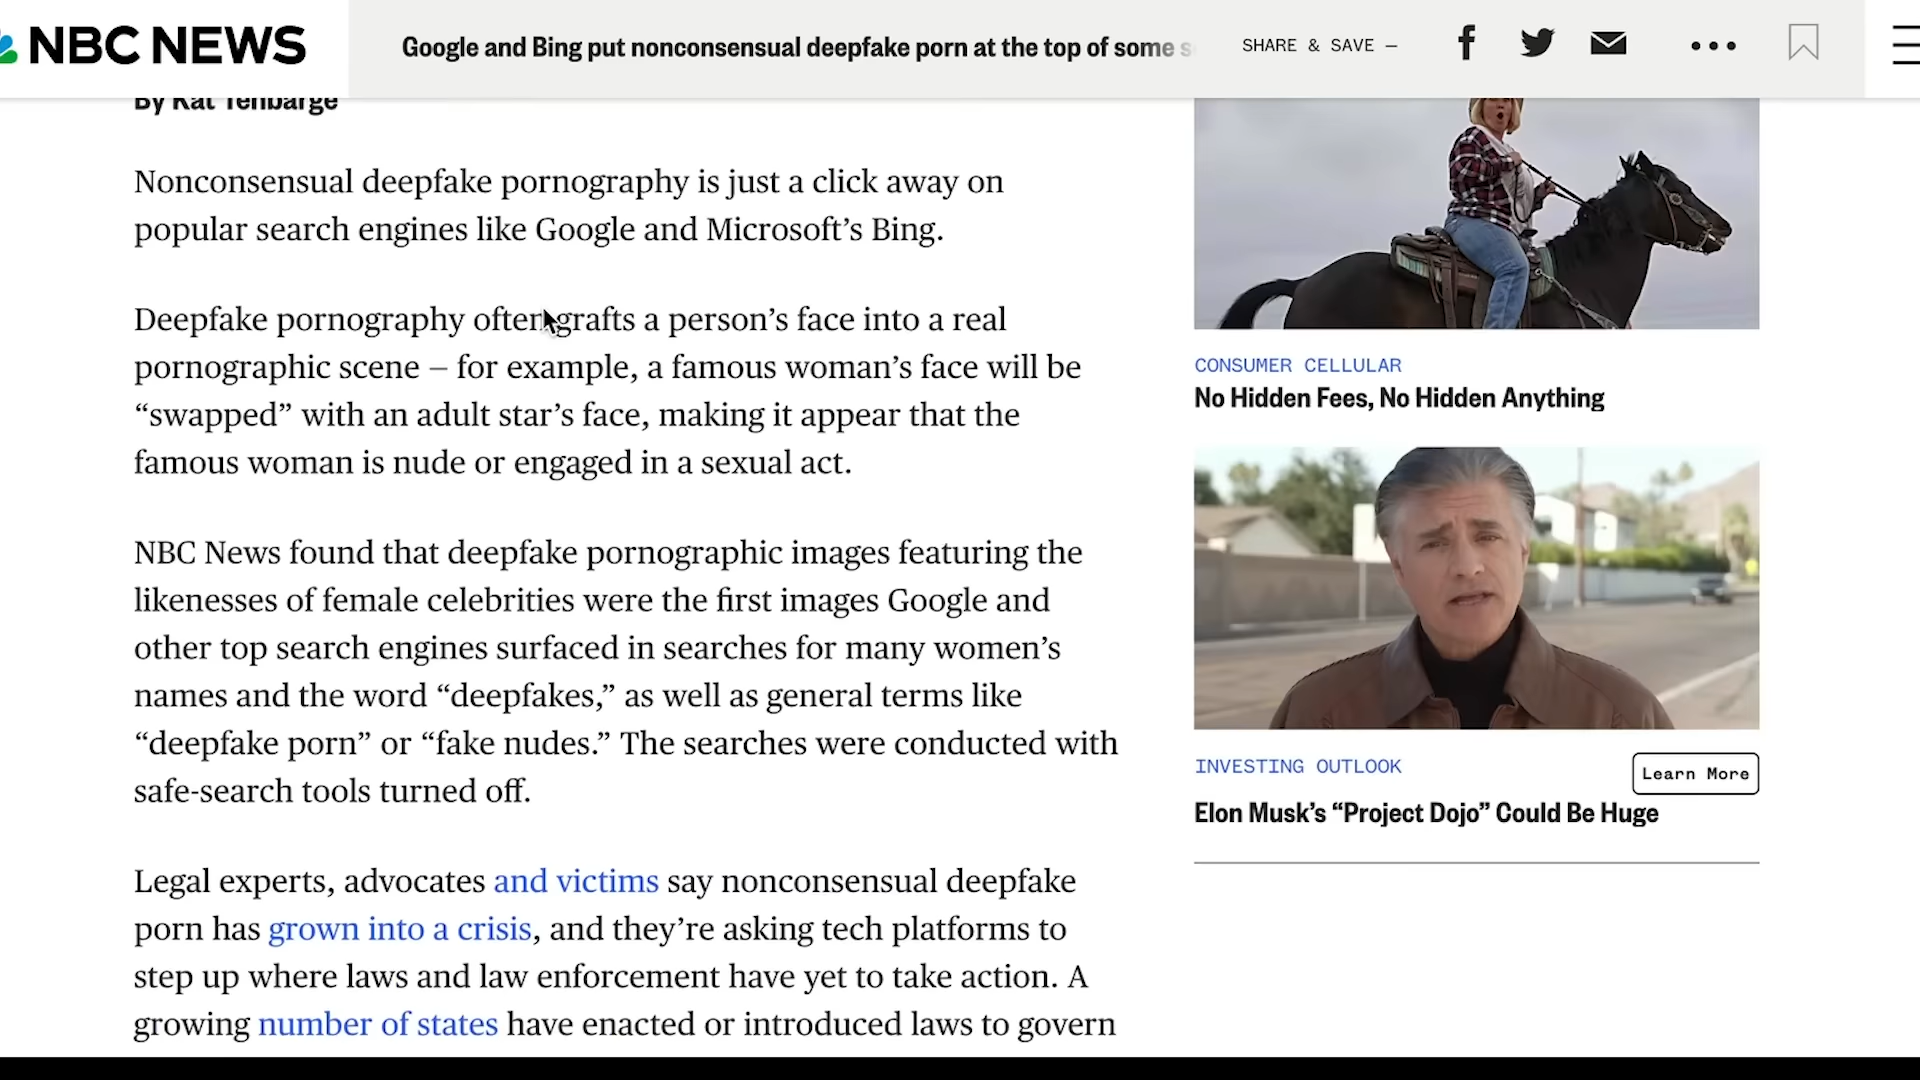 NBC NEWS
Google and Bing put nonconsensual deepfake porn at the top of some
SHARE & SAVE —
By Kat Tenbarge
Nonconsensual deepfake pornography is just a click away on
popular search engines like Google and Microsoft’s Bing.
Deepfake pornography often grafts a person’s face into a real
pornographic scene — for example, a famous woman’s face will be
“swapped” with an adult star’s face, making it appear that the
famous woman is nude or engaged in a sexual act.
NBC News found that deepfake pornographic images featuring the
likenesses of female celebrities were the first images Google and
other top search engines surfaced in searches for many women’s
names and the word “deepfakes,” as well as general terms like
“deepfake porn” or “fake nudes.” The searches were conducted with
safe-search tools turned off.
Legal experts, advocates and victims say nonconsensual deepfake
porn has grown into a crisis, and they’re asking tech platforms to
step up where laws and law enforcement have yet to take action. A
growing number of states have enacted or introduced laws to govern
CONSUMER CELLULAR
No Hidden Fees, No Hidden Anything
INVESTING OUTLOOK
Learn More
Elon Musk’s “Project Dojo” Could Be Huge